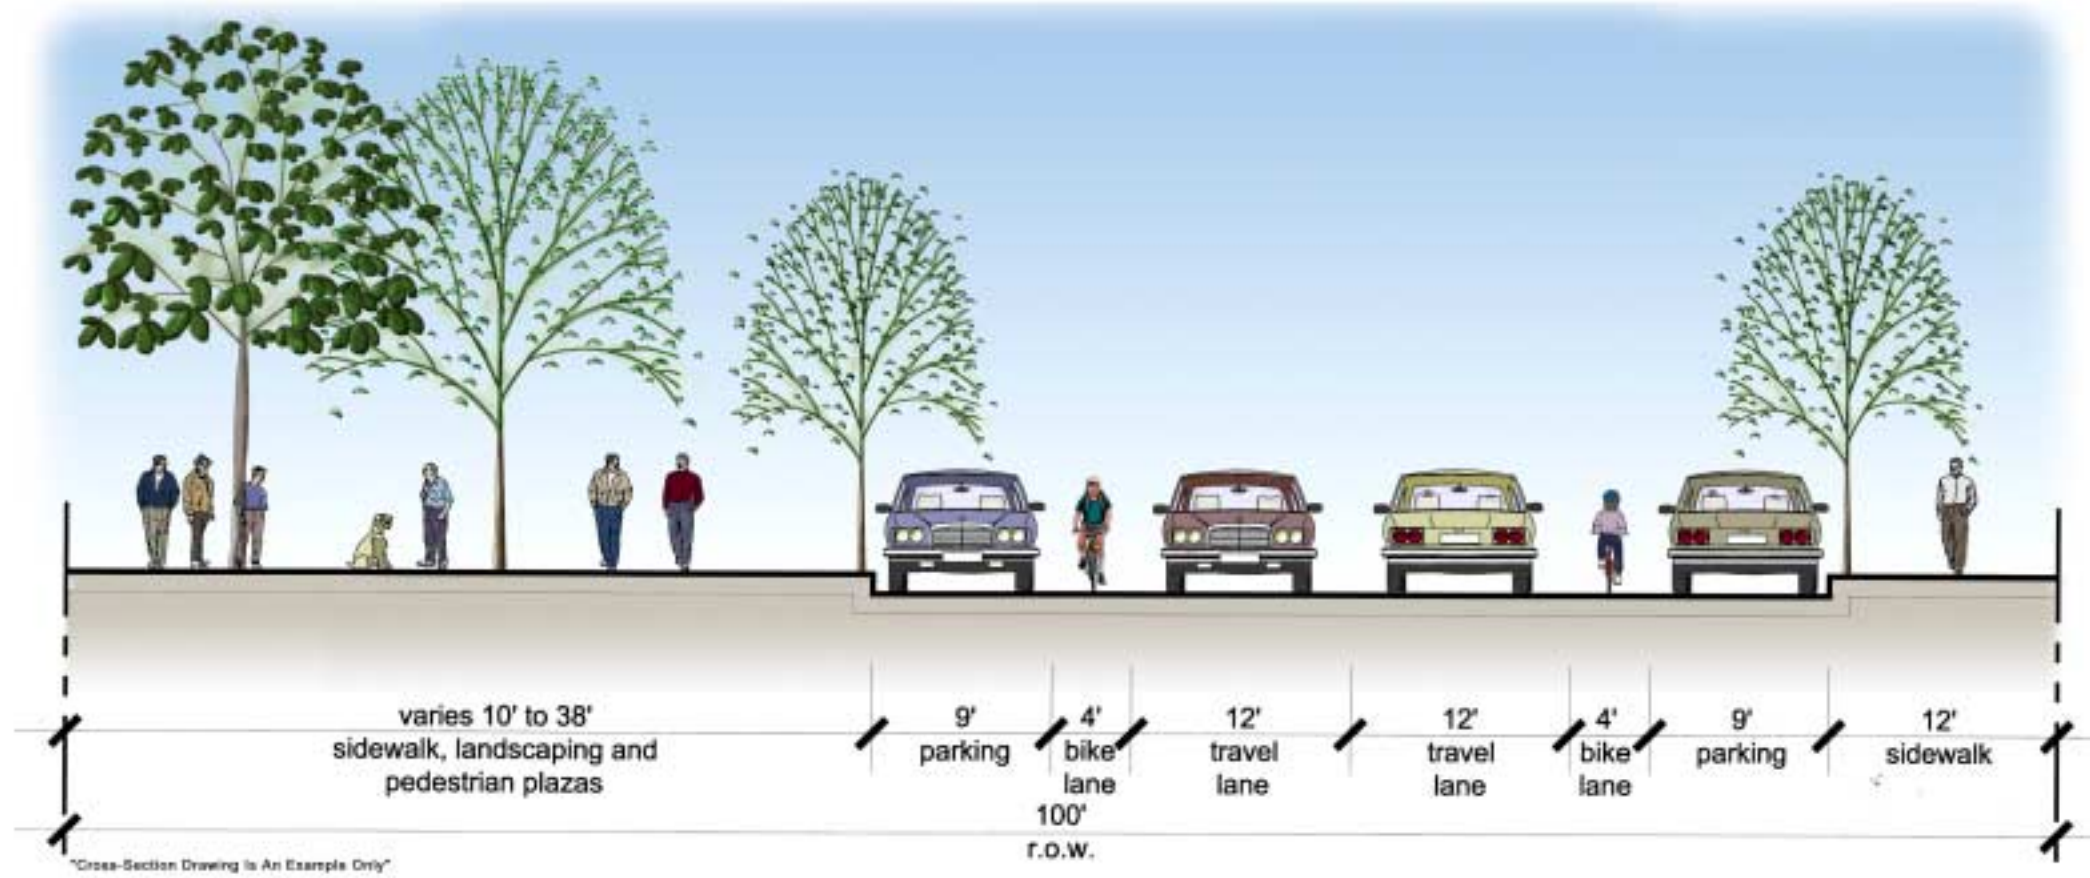 varies 10' to 38'
sidewalk, landscaping and
pedestrian plazas
9'
parking
4'
bike
lane
12'
travel
lane
12'
travel
lane
4'
bike
lane
9'
parking
12'
sidewalk
100'
r.o.w.
"Cross-Section Drawing Is An Example Only"